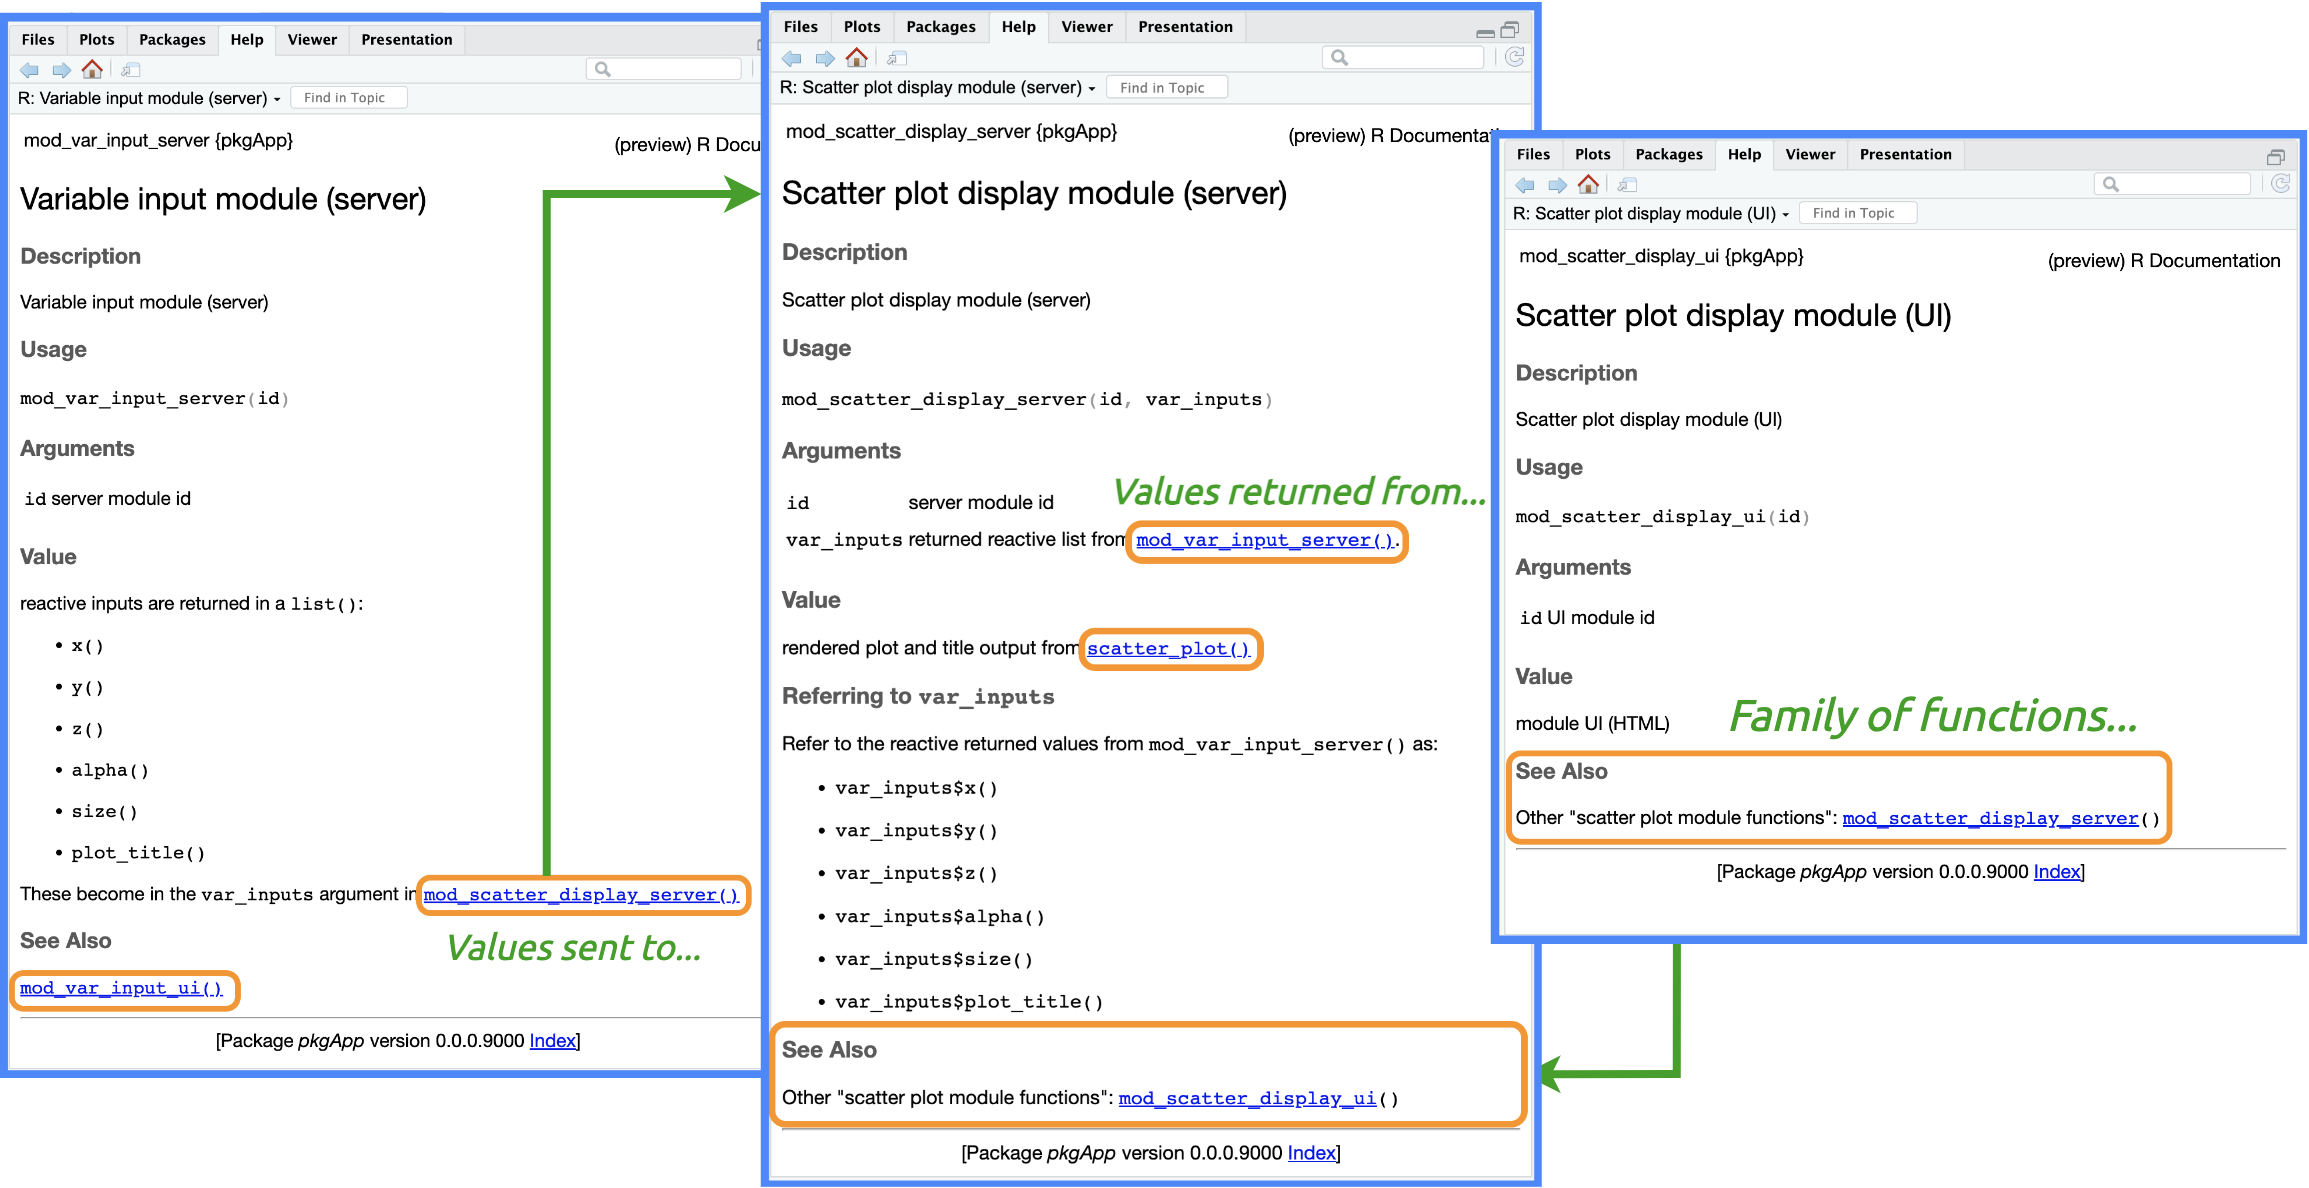 Files Plots Packages Help Viewer Presentation
R: Variable input module (server) Find in Topic
mod_var_input_server {pkgApp}
(preview) R Docu
Variable input module (server)
Description
Variable input module (server)
Usage
mod_var_input_server(id)
Arguments
id server module id
Value
reactive inputs are returned in a list():
• x()
• y()
• z()
• alpha()
• size()
• plot_title()
These become in the var_inputs argument in mod_scatter_display_server()
Values sent to...
See Also
mod_var_input_ui()
[Package pkgApp version 0.0.0.9000 Index]
Files Plots Packages Help Viewer Presentation
R: Scatter plot display module (server) Find in Topic
mod_scatter_display_server {pkgApp}
(preview) R Documentat
Scatter plot display module (server)
Description
Scatter plot display module (server)
Usage
mod_scatter_display_server(id, var_inputs)
Arguments
Values returned from...
id server module id
var_inputs returned reactive list from mod_var_input_server().
Value
rendered plot and title output from scatter_plot()
Referring to var_inputs
Refer to the reactive returned values from mod_var_input_server() as:
• var_inputs$x()
• var_inputs$y()
• var_inputs$z()
• var_inputs$alpha()
• var_inputs$size()
• var_inputs$plot_title()
See Also
Other "scatter plot module functions": mod_scatter_display_ui()
[Package pkgApp version 0.0.0.9000 Index]
Files Plots Packages Help Viewer Presentation
R: Scatter plot display module (UI) Find in Topic
mod_scatter_display_ui {pkgApp}
(preview) R Documentation
Scatter plot display module (UI)
Description
Scatter plot display module (UI)
Usage
mod_scatter_display_ui(id)
Arguments
id UI module id
Value
module UI (HTML)
Family of functions...
See Also
Other "scatter plot module functions": mod_scatter_display_server()
[Package pkgApp version 0.0.0.9000 Index]